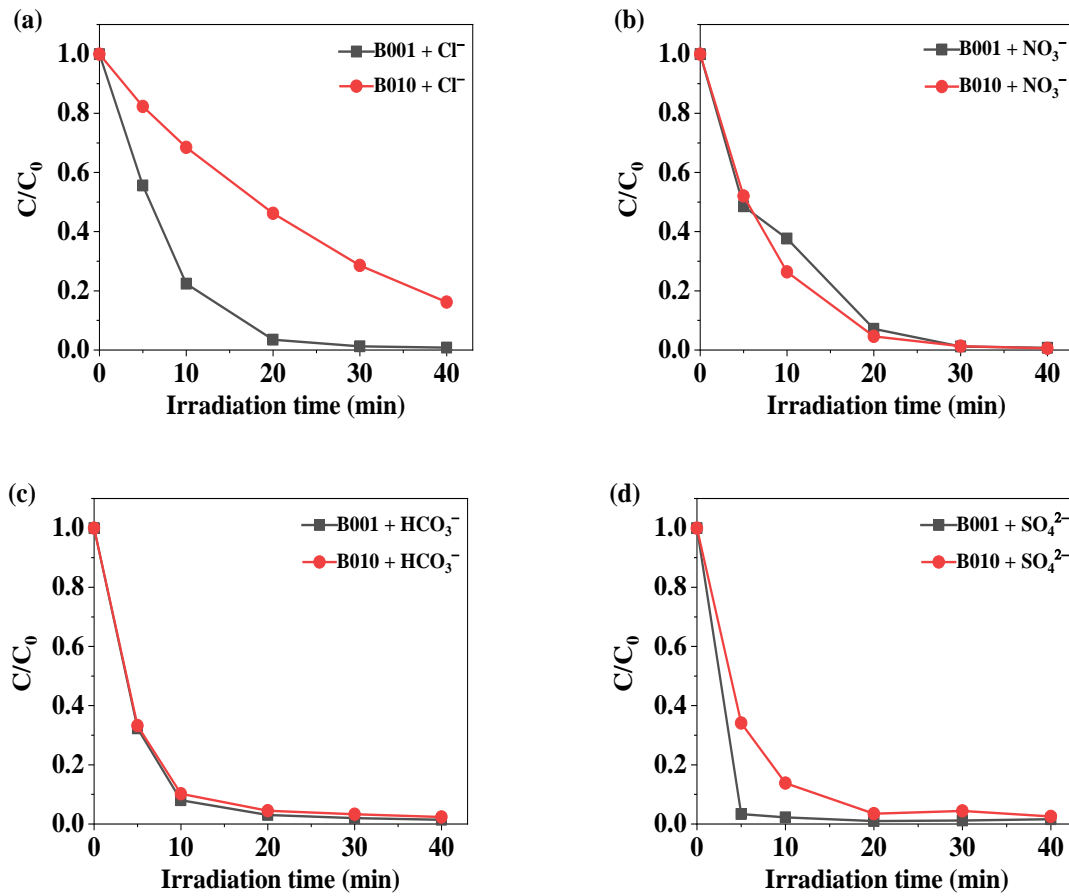 (a)
B001 + Cl⁻
B010 + Cl⁻
1.0
0.8
0.6
0.4
0.2
0.0
C/C₀
0 10 20 30 40
Irradiation time (min)
(b)
B001 + NO₃⁻
B010 + NO₃⁻
1.0
0.8
0.6
0.4
0.2
0.0
C/C₀
0 10 20 30 40
Irradiation time (min)
(c)
B001 + HCO₃⁻
B010 + HCO₃⁻
1.0
0.8
0.6
0.4
0.2
0.0
C/C₀
0 10 20 30 40
Irradiation time (min)
(d)
B001 + SO₄²⁻
B010 + SO₄²⁻
1.0
0.8
0.6
0.4
0.2
0.0
C/C₀
0 10 20 30 40
Irradiation time (min)